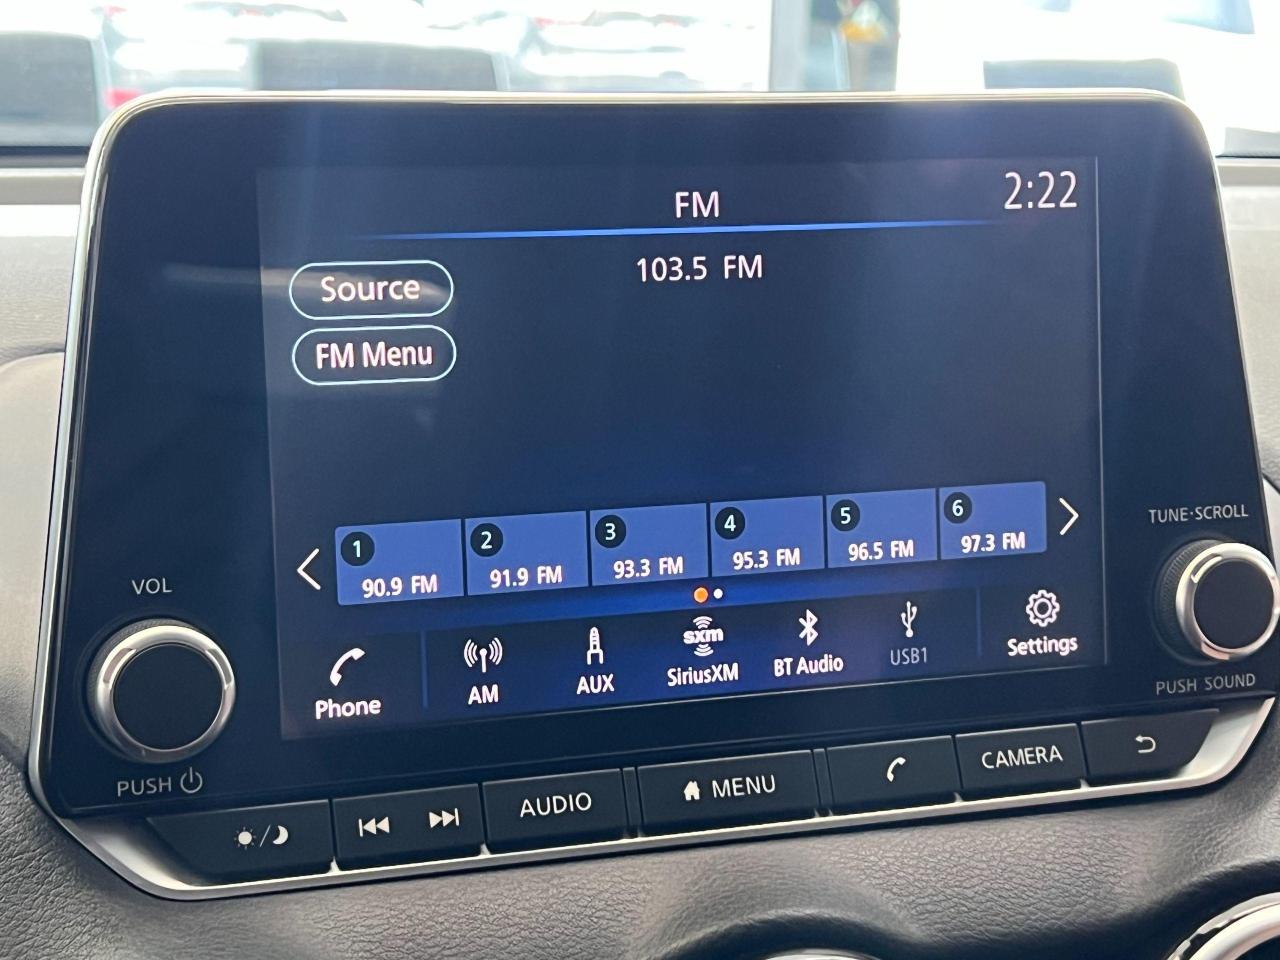 FM
2:22
103.5 FM
Source
FM Menu
1 90.9 FM
2 91.9 FM
3 93.3 FM
4 95.3 FM
5 96.5 FM
6 97.3 FM
Phone
AM
AUX
sxm
SiriusXM
BT Audio
USB1
Settings
VOL
PUSH
TUNE·SCROLL
PUSH SOUND
AUDIO
MENU
CAMERA